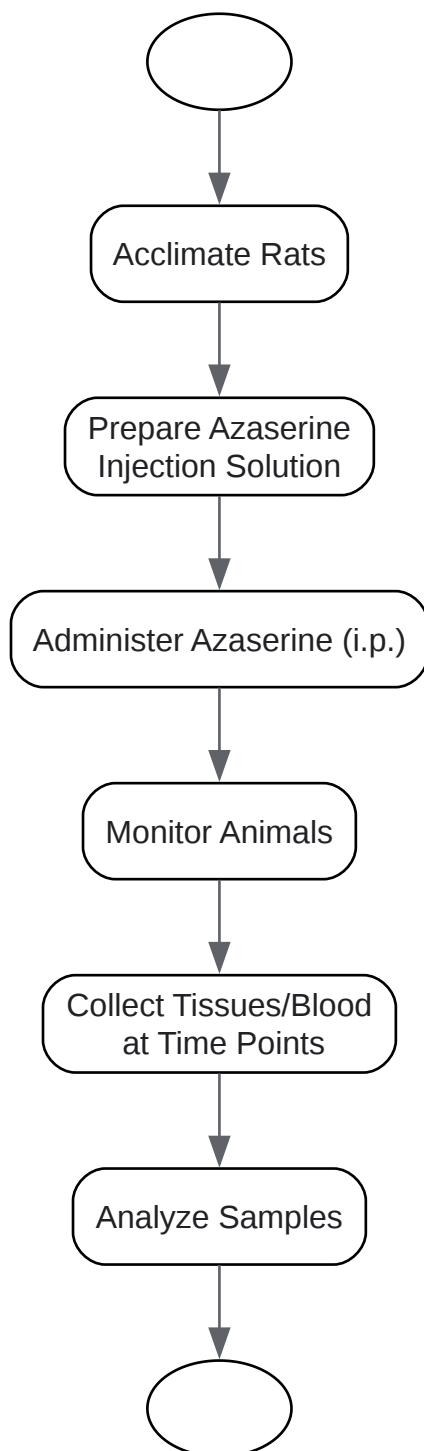 Acclimate Rats
Prepare Azaserine
Injection Solution
Administer Azaserine (i.p.)
Monitor Animals
Collect Tissues/Blood
at Time Points
Analyze Samples